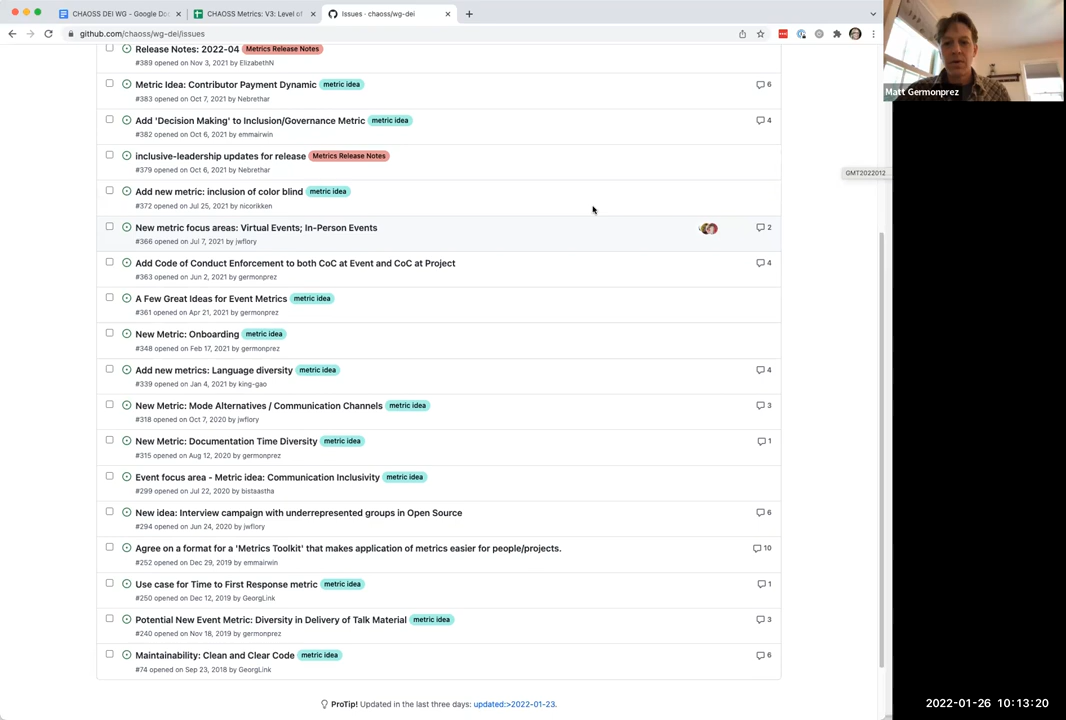 CHAOSS DEI WG - Google Do
CHAOSS Metrics: V3: Level of
Issues · chaoss/wg-dei
github.com/chaoss/wg-dei/issues
Matt Germonprez
GMT2022012
Release Notes: 2022-04 Metrics Release Notes
#389 opened on Nov 3, 2021 by ElizabethN
Metric Idea: Contributor Payment Dynamic metric idea 6
#383 opened on Oct 7, 2021 by Nebrethar
Add 'Decision Making' to Inclusion/Governance Metric metric idea 4
#382 opened on Oct 6, 2021 by emmairwin
inclusive-leadership updates for release Metrics Release Notes
#379 opened on Oct 6, 2021 by Nebrethar
Add new metric: inclusion of color blind metric idea
#372 opened on Jul 25, 2021 by nicorikken
New metric focus areas: Virtual Events; In-Person Events 2
#366 opened on Jul 7, 2021 by jwflory
Add Code of Conduct Enforcement to both CoC at Event and CoC at Project 4
#363 opened on Jun 2, 2021 by germonprez
A Few Great Ideas for Event Metrics metric idea
#361 opened on Apr 21, 2021 by germonprez
New Metric: Onboarding metric idea
#348 opened on Feb 17, 2021 by germonprez
Add new metrics: Language diversity metric idea 4
#339 opened on Jan 4, 2021 by king-gao
New Metric: Mode Alternatives / Communication Channels metric idea 3
#318 opened on Oct 7, 2020 by jwflory
New Metric: Documentation Time Diversity metric idea 1
#315 opened on Aug 12, 2020 by germonprez
Event focus area - Metric idea: Communication Inclusivity metric idea
#299 opened on Jul 22, 2020 by bistaastha
New idea: Interview campaign with underrepresented groups in Open Source 6
#294 opened on Jun 24, 2020 by jwflory
Agree on a format for a 'Metrics Toolkit' that makes application of metrics easier for people/projects. 10
#252 opened on Dec 29, 2019 by emmairwin
Use case for Time to First Response metric metric idea 1
#250 opened on Dec 12, 2019 by GeorgLink
Potential New Event Metric: Diversity in Delivery of Talk Material metric idea 3
#240 opened on Nov 18, 2019 by germonprez
Maintainability: Clean and Clear Code metric idea 6
#74 opened on Sep 23, 2018 by GeorgLink
ProTip! Updated in the last three days: updated:>2022-01-23.
2022-01-26 10:13:20